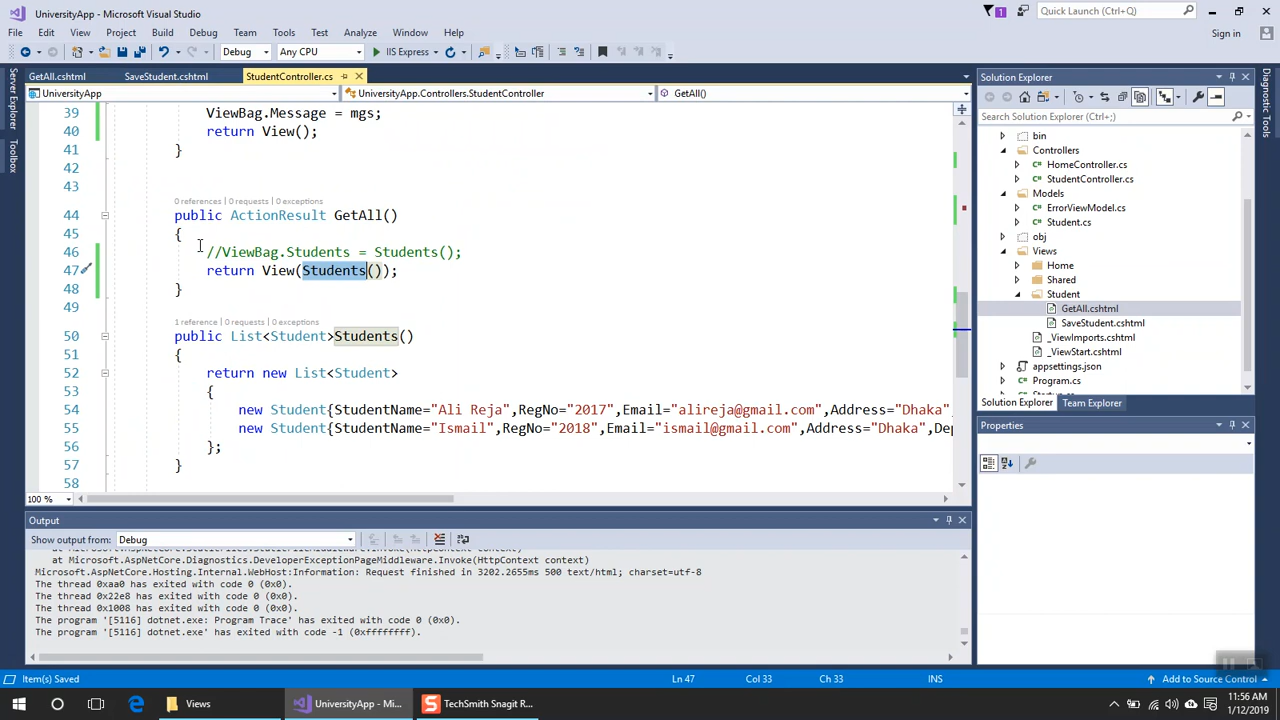 UniversityApp - Microsoft Visual Studio
1
Quick Launch (Ctrl+Q)
File Edit View Project Build Debug Team Tools Test Analyze Window Help
Sign in
Debug Any CPU IIS Express
GetAll.cshtml SaveStudent.cshtml StudentController.cs
UniversityApp UniversityApp.Controllers.StudentController GetAll()
Server Explorer
Toolbox
39 ViewBag.Message = mgs;
40 return View();
41 }
42
43
0 references | 0 requests | 0 exceptions
44 public ActionResult GetAll()
45 {
46 //ViewBag.Students = Students();
47 return View(Students());
48 }
49
1 reference | 0 requests | 0 exceptions
50 public List<Student>Students()
51 {
52 return new List<Student>
53 {
54 new Student{StudentName="Ali Reja",RegNo="2017",Email="alireja@gmail.com",Address="Dhaka",
55 new Student{StudentName="Ismail",RegNo="2018",Email="ismail@gmail.com",Address="Dhaka",Dep
56 };
57 }
58
100 %
Output
Show output from: Debug
at Microsoft.AspNetCore.Diagnostics.DeveloperExceptionPageMiddleware.Invoke(HttpContext context)
Microsoft.AspNetCore.Hosting.Internal.WebHost:Information: Request finished in 3202.2655ms 500 text/html; charset=utf-8
The thread 0xaa0 has exited with code 0 (0x0).
The thread 0x22e8 has exited with code 0 (0x0).
The thread 0x1008 has exited with code 0 (0x0).
The program '[5116] dotnet.exe: Program Trace' has exited with code 0 (0x0).
The program '[5116] dotnet.exe' has exited with code -1 (0xffffffff).
Solution Explorer
Search Solution Explorer (Ctrl+;)
bin
Controllers
HomeController.cs
StudentController.cs
Models
ErrorViewModel.cs
Student.cs
obj
Views
Home
Shared
Student
GetAll.cshtml
SaveStudent.cshtml
_ViewImports.cshtml
_ViewStart.cshtml
appsettings.json
Program.cs
Solution Explorer Team Explorer
Properties
Diagnostic Tools
Item(s) Saved Ln 47 Col 33 Ch 33 INS Add to Source Control
Views UniversityApp - Mi... TechSmith Snagit R...
11:56 AM
1/12/2019